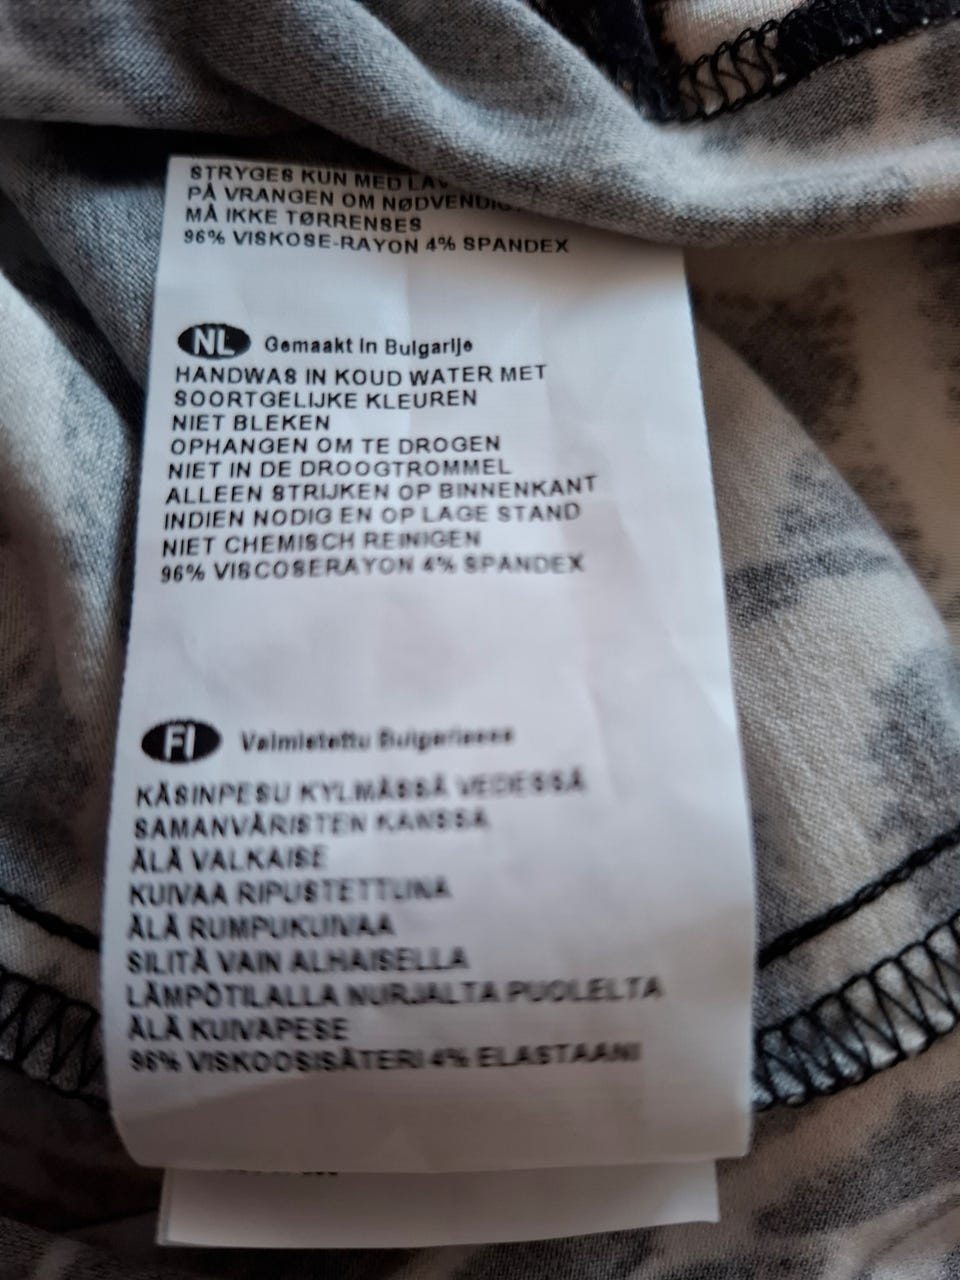 STRYGES KUN MED
PÅ VRANGEN OM
MÅ IKKE TØRRENSES
96% VISKOSE-RAYON 4% SPANDEX
NL Gemaakt in Bulgarije
HANDWAS IN KOUD WATER MET
SOORTGELIJKE KLEUREN
NIET BLEKEN
OPHANGEN OM TE DROGEN
NIET IN DE DROOGTROMMEL
ALLEEN STRIJKEN OP BINNENKANT
INDIEN NODIG EN OP LAGE STAND
NIET CHEMISCH REINIGEN
96% VISCOSERAYON 4% SPANDEX
FI Valmistettu Bulgariassa
KÄSINPESU KYLMÄSSÄ VEDESSÄ
SAMANVÄRISTEN KANSSA
ÄLÄ VALKAISE
KUIVAA RIPUSTETTUNA
ÄLÄ RUMPUKUIVAA
SILITÄ VAIN ALHAISELLA
LÄMPÖTILALLA NURJALTA PUOLELTA
ÄLÄ KUIVAPESE
96% VISKOOSISÄTERI 4% ELASTAANI